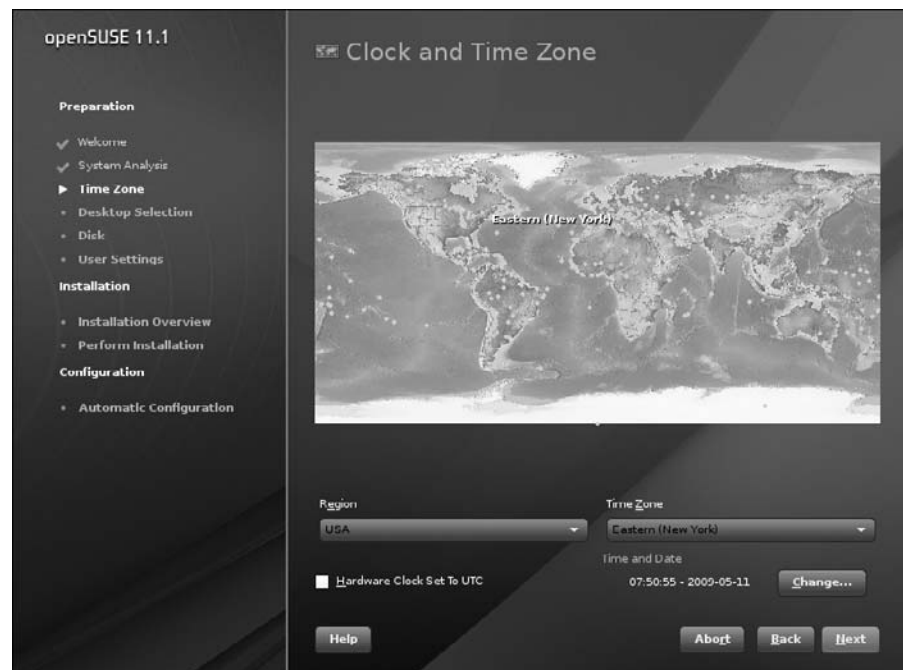 openSUSE 11.1
Preparation
Welcome
System Analysis
Time Zone
Desktop Selection
Disk
User Settings
Installation
Installation Overview
Perform Installation
Configuration
Automatic Configuration
Clock and Time Zone
Eastern (New York)
Region
Time Zone
USA
Eastern (New York)
Time and Date
Hardware Clock Set To UTC
07:50:55 - 2009-05-11
Change...
Help
Abort
Back
Next